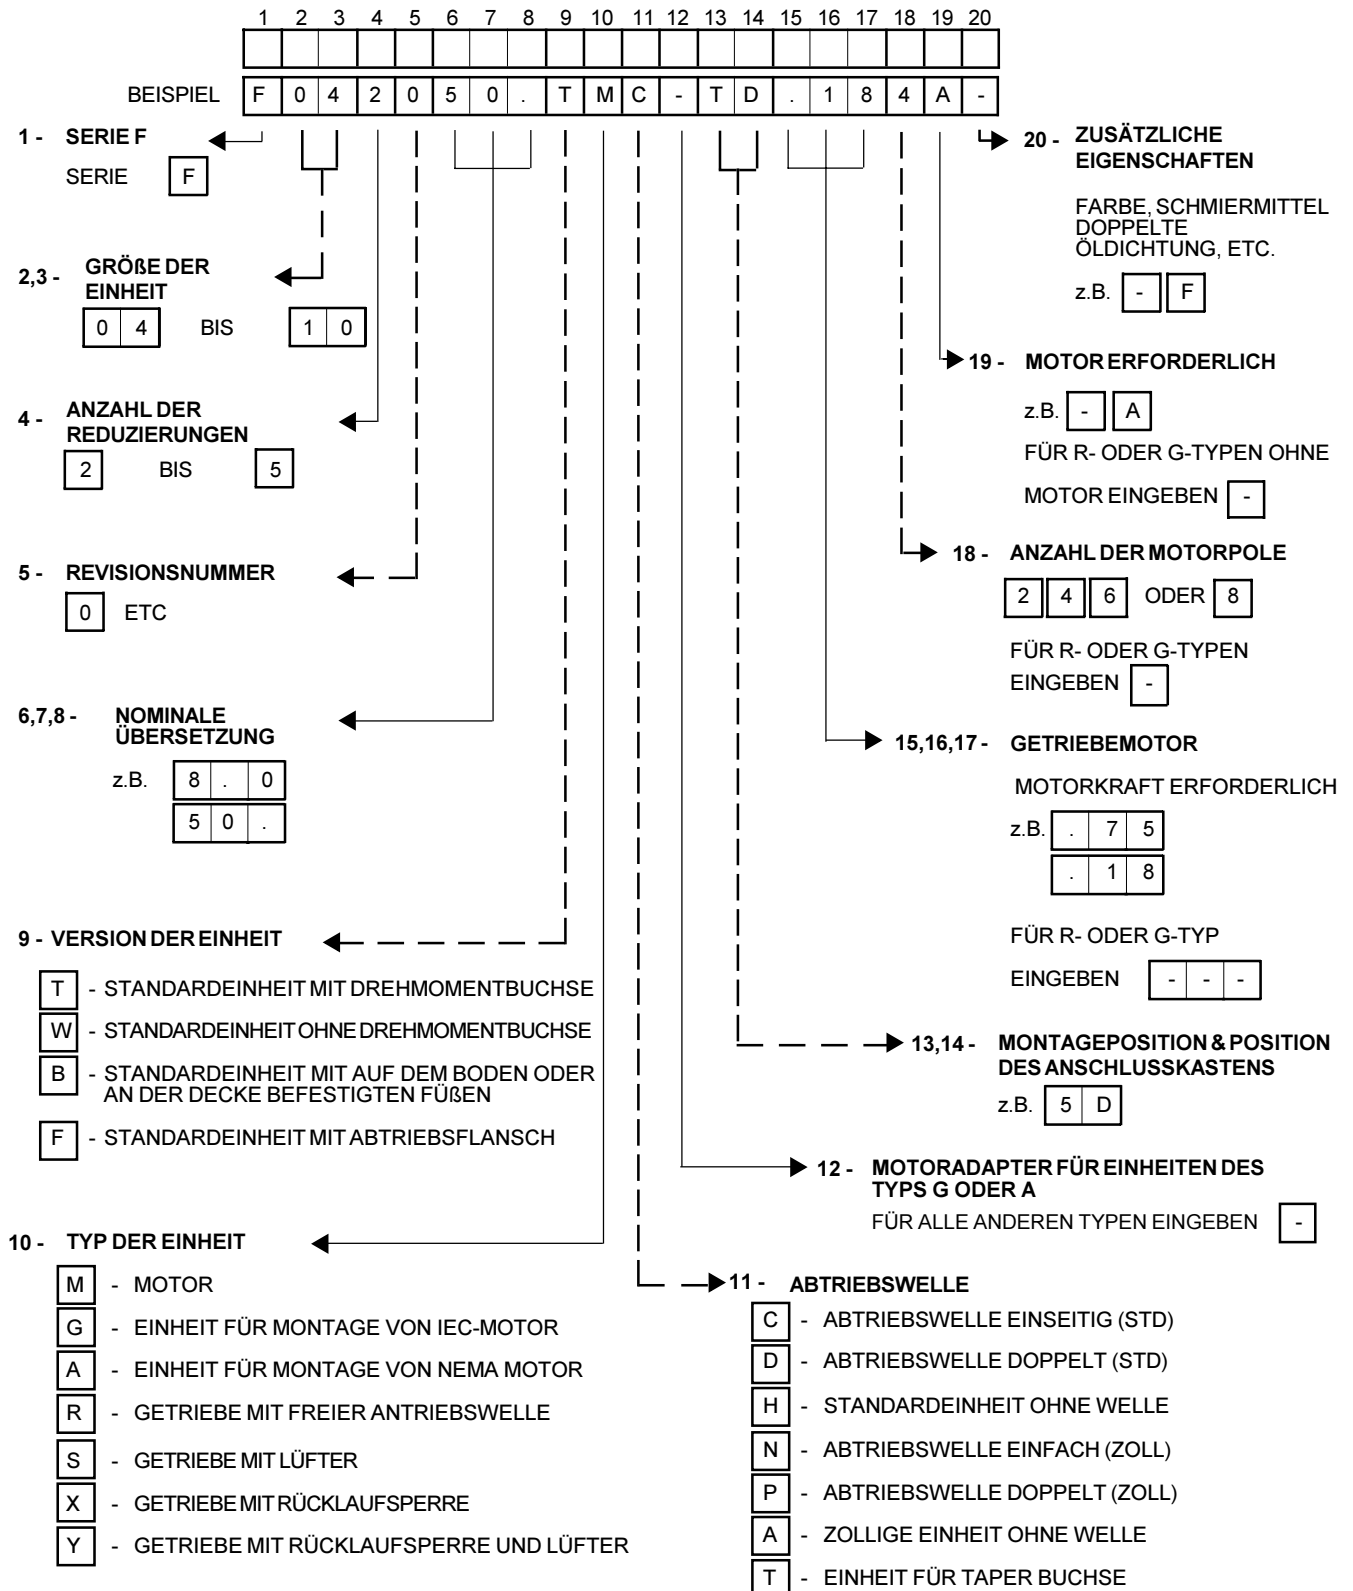 1 2 3 4 5 6 7 8 9 10 11 12 13 14 15 16 17 18 19 20
BEISPIEL F 0 4 2 0 5 0 . T M C - T D . 1 8 4 A -
1 - SERIE F
SERIE F
2,3 - GRÖßE DER
EINHEIT
0 4 BIS 1 0
4 - ANZAHL DER
REDUZIERUNGEN
2 BIS 5
5 - REVISIONSNUMMER
0 ETC
6,7,8 - NOMINALE
ÜBERSETZUNG
z.B. 8 . 0
5 0 .
9 - VERSION DER EINHEIT
T - STANDARDEINHEIT MIT DREHMOMENTBUCHSE
W - STANDARDEINHEIT OHNE DREHMOMENTBUCHSE
B - STANDARDEINHEIT MIT AUF DEM BODEN ODER
AN DER DECKE BEFESTIGTEN FÜßEN
F - STANDARDEINHEIT MIT ABTRIEBSFLANSCH
10 - TYP DER EINHEIT
M - MOTOR
G - EINHEIT FÜR MONTAGE VON IEC-MOTOR
A - EINHEIT FÜR MONTAGE VON NEMA MOTOR
R - GETRIEBE MIT FREIER ANTRIEBSWELLE
S - GETRIEBE MIT LÜFTER
X - GETRIEBE MIT RÜCKLAUFSPERRE
Y - GETRIEBE MIT RÜCKLAUFSPERRE UND LÜFTER
20 - ZUSÄTZLICHE
EIGENSCHAFTEN
FARBE, SCHMIERMITTEL
DOPPELTE
ÖLDICHTUNG, ETC.
z.B. - F
19 - MOTOR ERFORDERLICH
z.B. - A
FÜR R- ODER G-TYPEN OHNE
MOTOR EINGEBEN -
18 - ANZAHL DER MOTORPOLE
2 4 6 ODER 8
FÜR R- ODER G-TYPEN
EINGEBEN -
15,16,17 - GETRIEBEMOTOR
MOTORKRAFT ERFORDERLICH
z.B. . 7 5
. 1 8
FÜR R- ODER G-TYP
EINGEBEN - - -
13,14 - MONTAGEPOSITION & POSITION
DES ANSCHLUSSKASTENS
z.B. 5 D
12 - MOTORADAPTER FÜR EINHEITEN DES
TYPS G ODER A
FÜR ALLE ANDEREN TYPEN EINGEBEN -
11 - ABTRIEBSWELLE
C - ABTRIEBSWELLE EINSEITIG (STD)
D - ABTRIEBSWELLE DOPPELT (STD)
H - STANDARDEINHEIT OHNE WELLE
N - ABTRIEBSWELLE EINFACH (ZOLL)
P - ABTRIEBSWELLE DOPPELT (ZOLL)
A - ZOLLIGE EINHEIT OHNE WELLE
T - EINHEIT FÜR TAPER BUCHSE